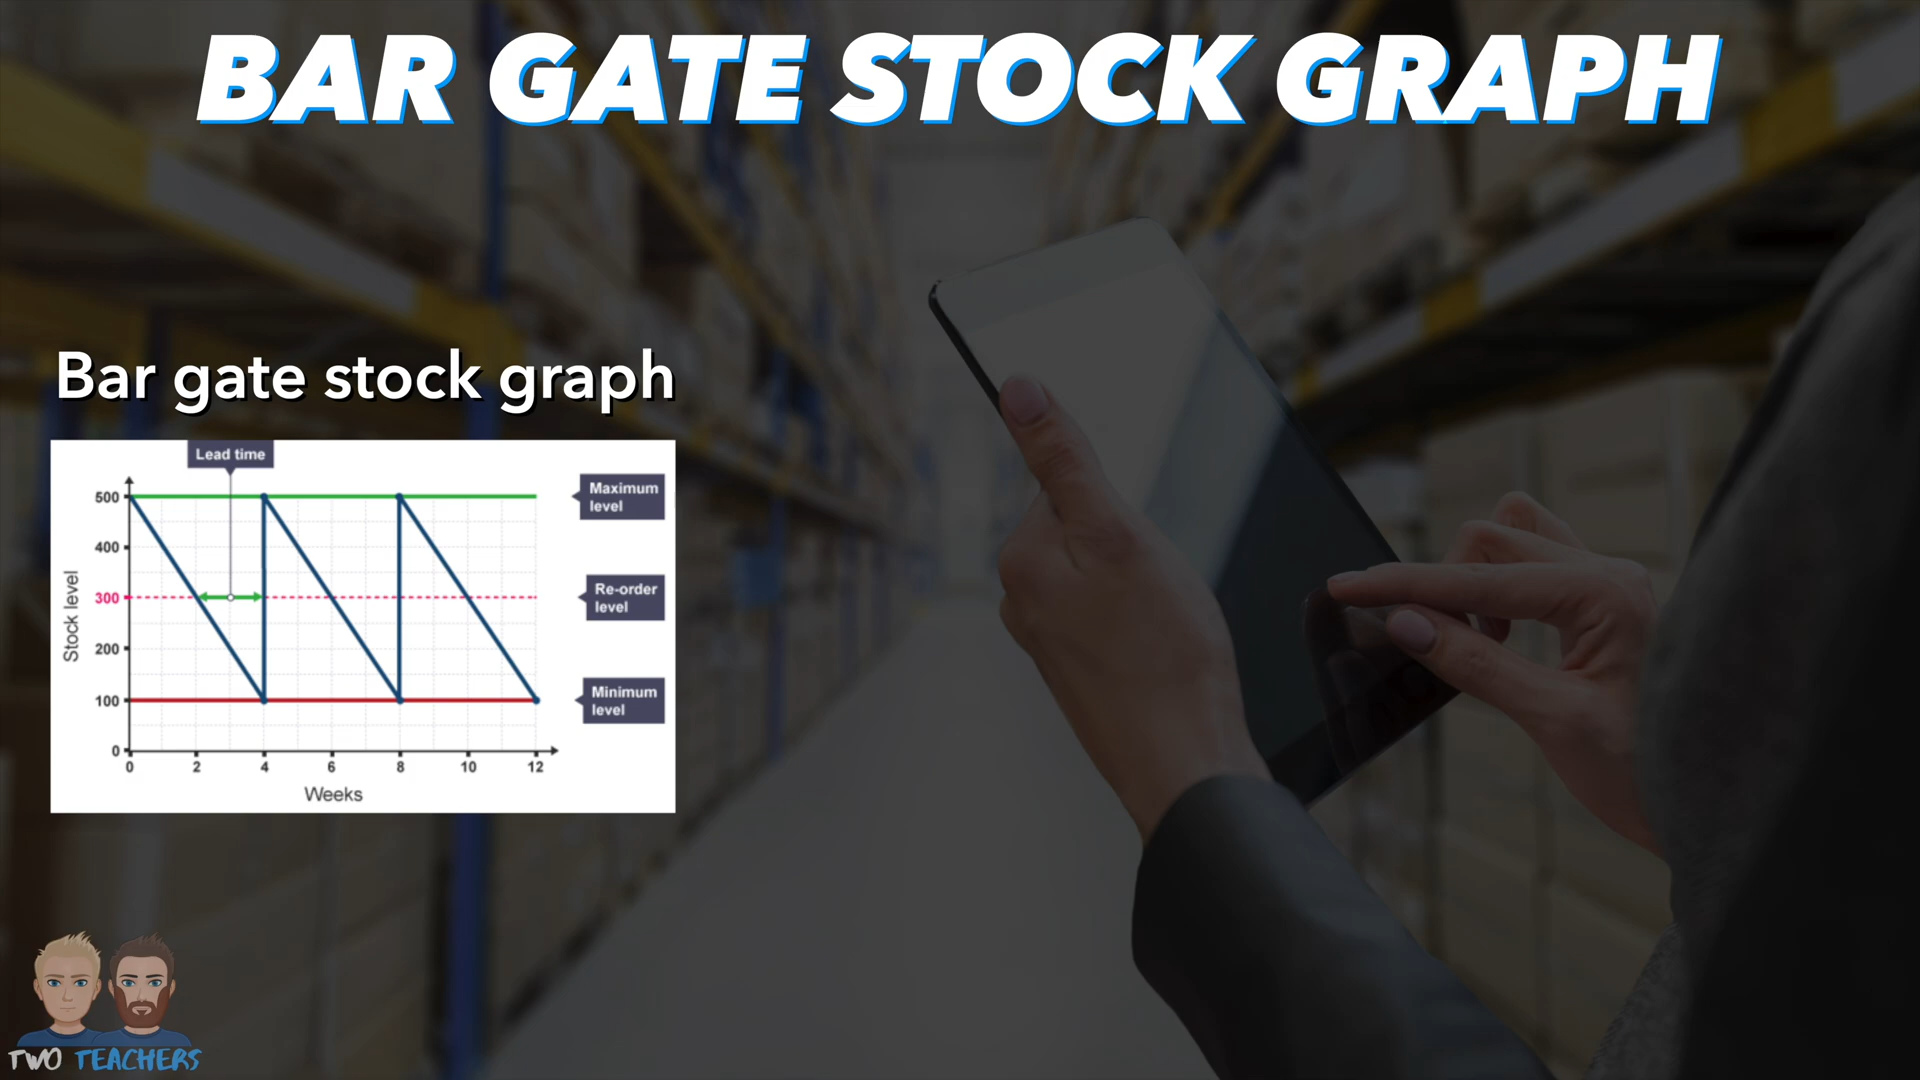 BAR GATE STOCK GRAPH
Bar gate stock graph
Lead time
500
400
300
200
100
0
Stock level
Maximum
level
Re-order
level
Minimum
level
0 2 4 6 8 10 12
Weeks
TWO TEACHERS